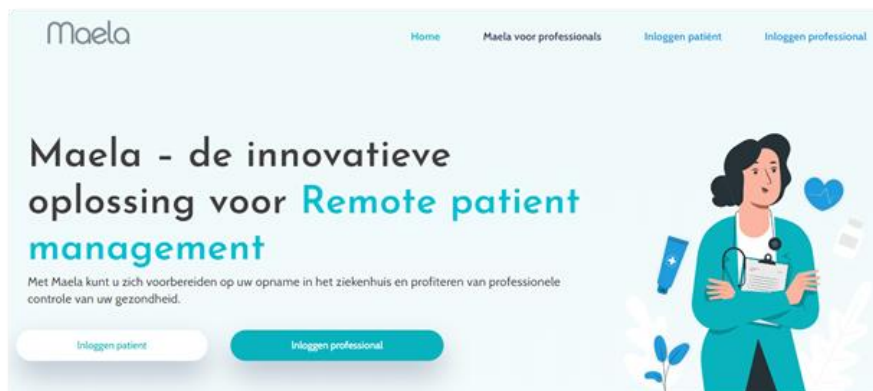 Maela
Home Maela voor professionals Inloggen patiënt Inloggen professional
Maela – de innovatieve
oplossing voor Remote patient
management
Met Maela kunt u zich voorbereiden op uw opname in het ziekenhuis en profiteren van professionele
controle van uw gezondheid.
Inloggen patient Inloggen professional